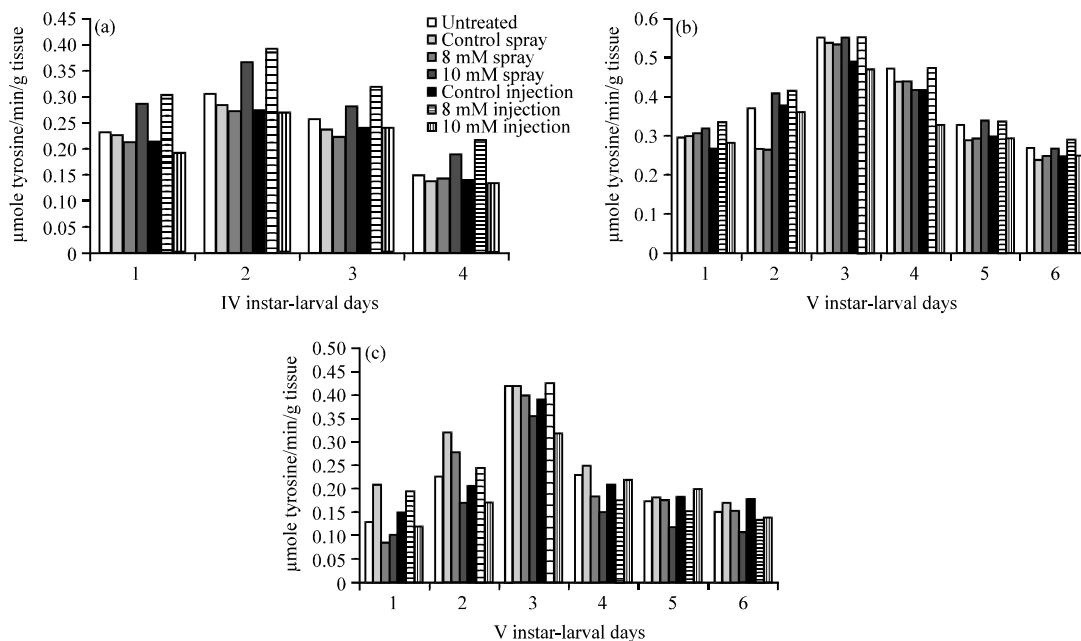 (a)
µmole tyrosine/min/g tissue
0.45
0.40
0.35
0.30
0.25
0.20
0.15
0.10
0.05
0
1 2 3 4
IV instar-larval days
Untreated
Control spray
8 mM spray
10 mM spray
Control injection
8 mM injection
10 mM injection
(b)
µmole tyrosine/min/g tissue
0.6
0.5
0.4
0.3
0.2
0.1
0
1 2 3 4 5 6
V instar-larval days
(c)
µmole tyrosine/min/g tissue
0.50
0.45
0.40
0.35
0.30
0.25
0.20
0.15
0.10
0.05
0
1 2 3 4 5 6
V instar-larval days